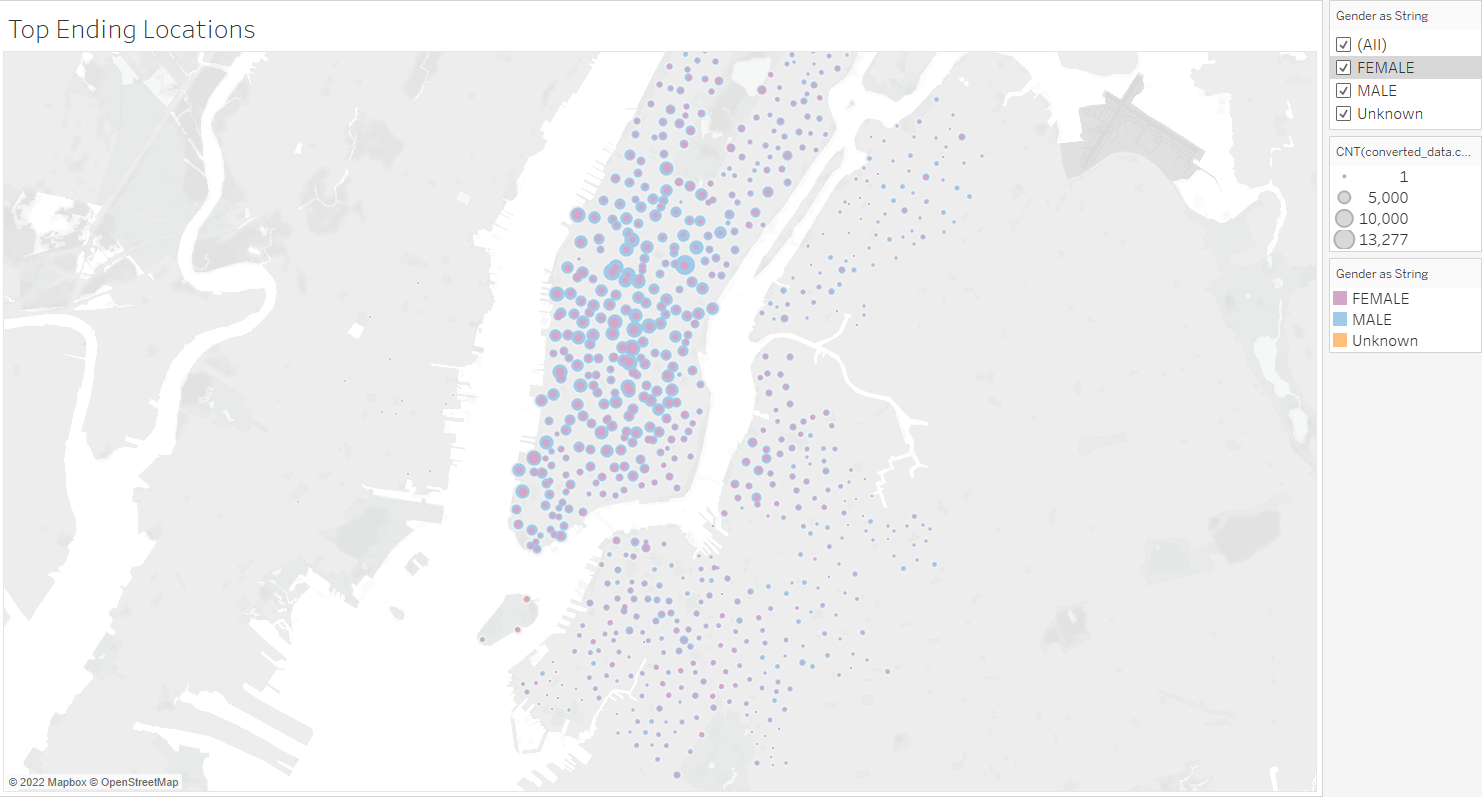 Top Ending Locations
© 2022 Mapbox © OpenStreetMap
Gender as String
(All)
FEMALE
MALE
Unknown
CNT(converted_data.c...
1
5,000
10,000
13,277
Gender as String
FEMALE
MALE
Unknown